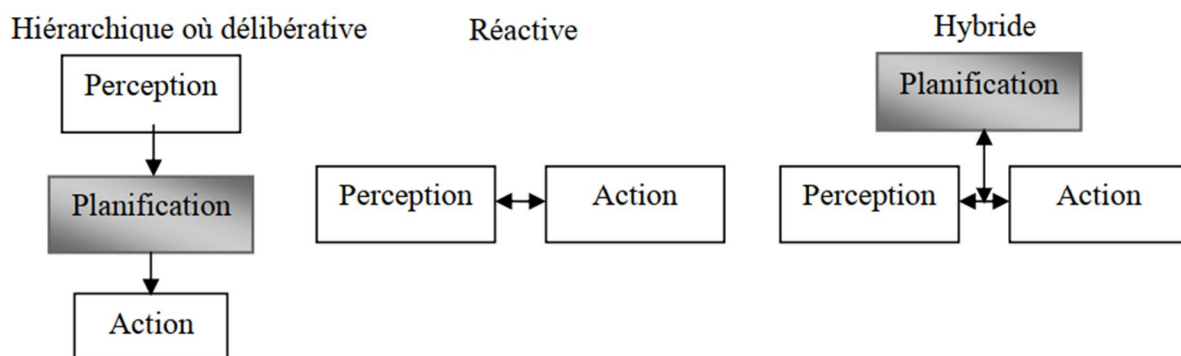 Hiérarchique où délibérative
Perception
Planification
Action
Réactive
Perception
Action
Hybride
Planification
Perception
Action